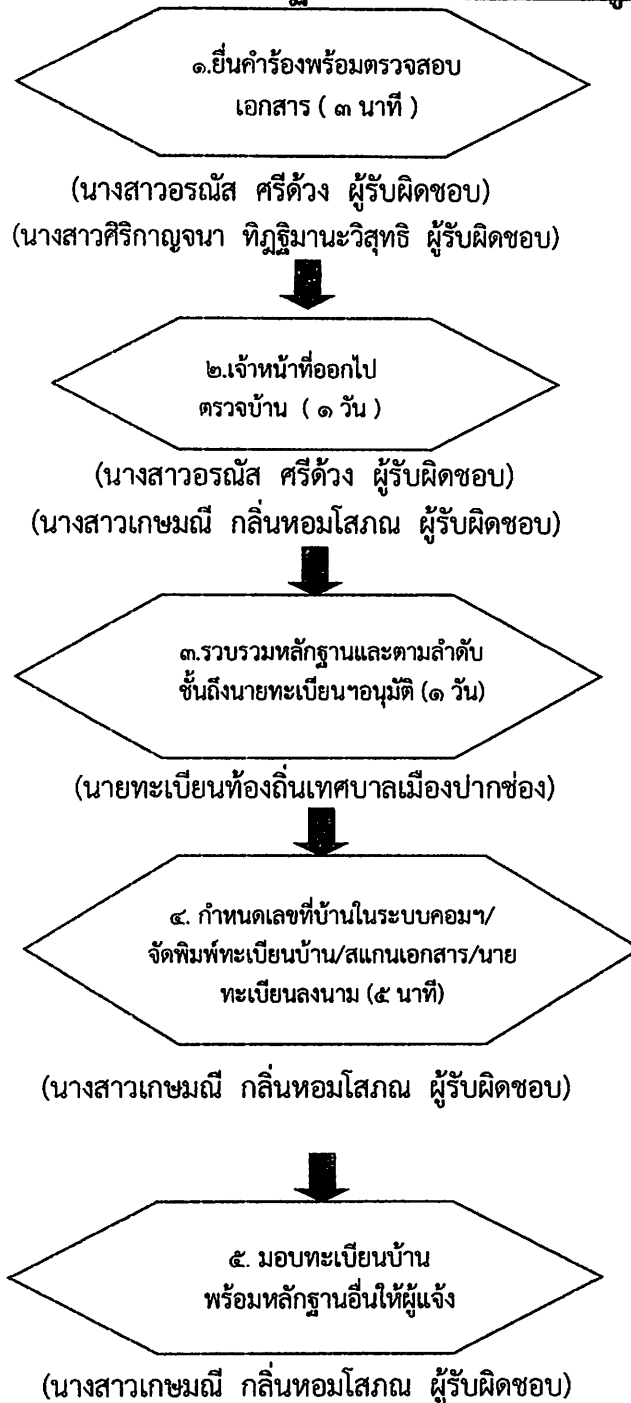 ๑.ยื่นคำร้องพร้อมตรวจสอบ
เอกสาร ( ๓ นาที )
(นางสาวอรณัส ศรีด้วง ผู้รับผิดชอบ)
(นางสาวศิริกาญจนา ทิฎฐิมานะวิสุทธิ ผู้รับผิดชอบ)
๒.เจ้าหน้าที่ออกไป
ตรวจบ้าน ( ๑ วัน )
(นางสาวอรณัส ศรีด้วง ผู้รับผิดชอบ)
(นางสาวเกษมณี กลิ่นหอมโสภณ ผู้รับผิดชอบ)
๓.รวบรวมหลักฐานและตามลำดับ
ชั้นถึงนายทะเบียนฯอนุมัติ (๑ วัน)
(นายทะเบียนท้องถิ่นเทศบาลเมืองปากช่อง)
๔. กำหนดเลขที่บ้านในระบบคอมฯ/
จัดพิมพ์ทะเบียนบ้าน/สแกนเอกสาร/นาย
ทะเบียนลงนาม (๕ นาที)
(นางสาวเกษมณี กลิ่นหอมโสภณ ผู้รับผิดชอบ)
๕. มอบทะเบียนบ้าน
พร้อมหลักฐานอื่นให้ผู้แจ้ง
(นางสาวเกษมณี กลิ่นหอมโสภณ ผู้รับผิดชอบ)